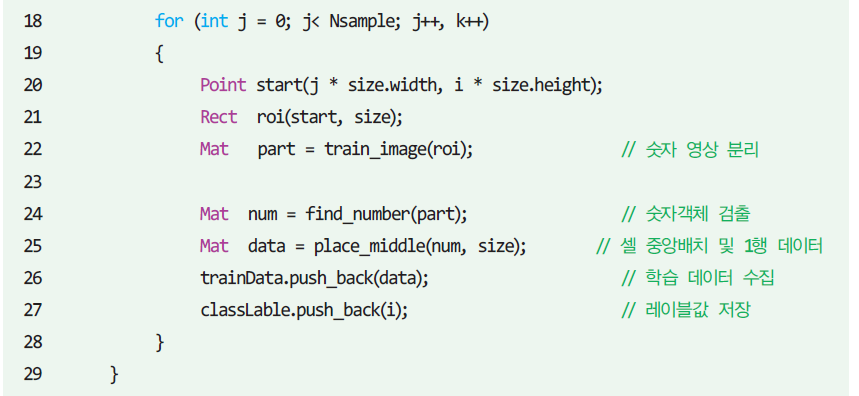 18 for (int j = 0; j< Nsample; j++, k++)
19 {
20 Point start(j * size.width, i * size.height);
21 Rect roi(start, size);
22 Mat part = train_image(roi); // 숫자 영상 분리
23
24 Mat num = find_number(part); // 숫자객체 검출
25 Mat data = place_middle(num, size); // 셀 중앙배치 및 1행 데이터
26 trainData.push_back(data); // 학습 데이터 수집
27 classLable.push_back(i); // 레이블값 저장
28 }
29 }